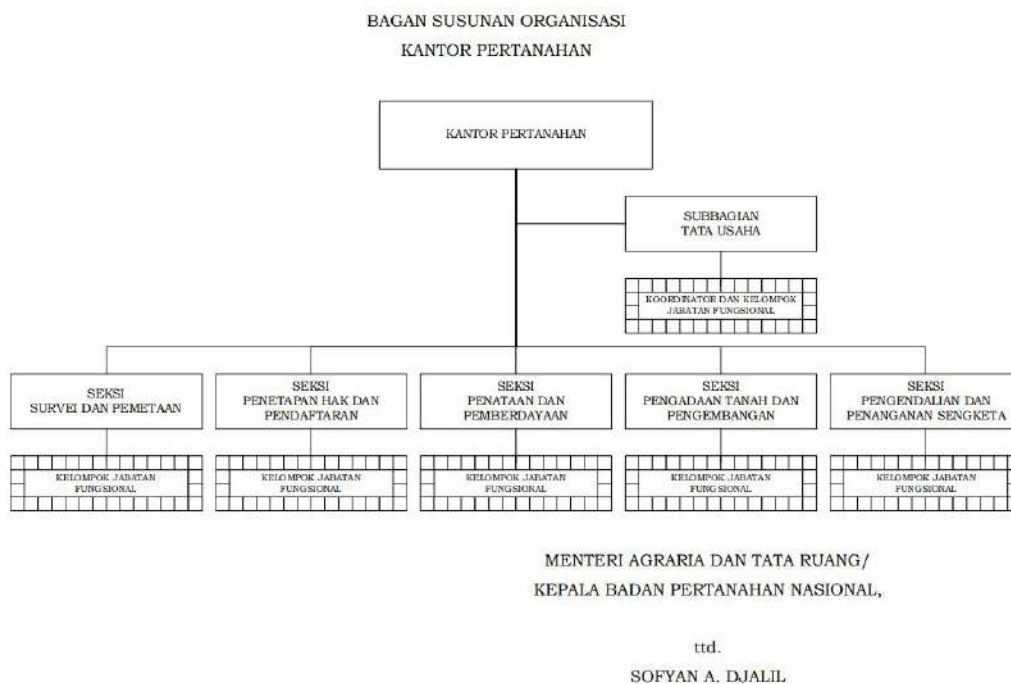 BAGAN SUSUNAN ORGANISASI
KANTOR PERTANAHAN
KANTOR PERTANAHAN
SUBBAGIAN
TATA USAHA
KOORDINATOR DAN KELOMPOK
JABATAN FUNGSIONAL
SEKSI
SURVEI DAN PEMETAAN
SEKSI
PENETAPAN HAK DAN
PENDAFTARAN
SEKSI
PENATAAN DAN
PEMBERDAYAAN
SEKSI
PENGADAAN TANAH DAN
PENGEMBANGAN
SEKSI
PENGENDALIAN DAN
PENANGANAN SENGKETA
KELOMPOK JABATAN
FUNGSIONAL
KELOMPOK JABATAN
FUNGSIONAL
KELOMPOK JABATAN
FUNGSIONAL
KELOMPOK JABATAN
FUNGSIONAL
KELOMPOK JABATAN
FUNGSIONAL
MENTERI AGRARIA DAN TATA RUANG/
KEPALA BADAN PERTANAHAN NASIONAL,
ttd.
SOFYAN A. DJALIL